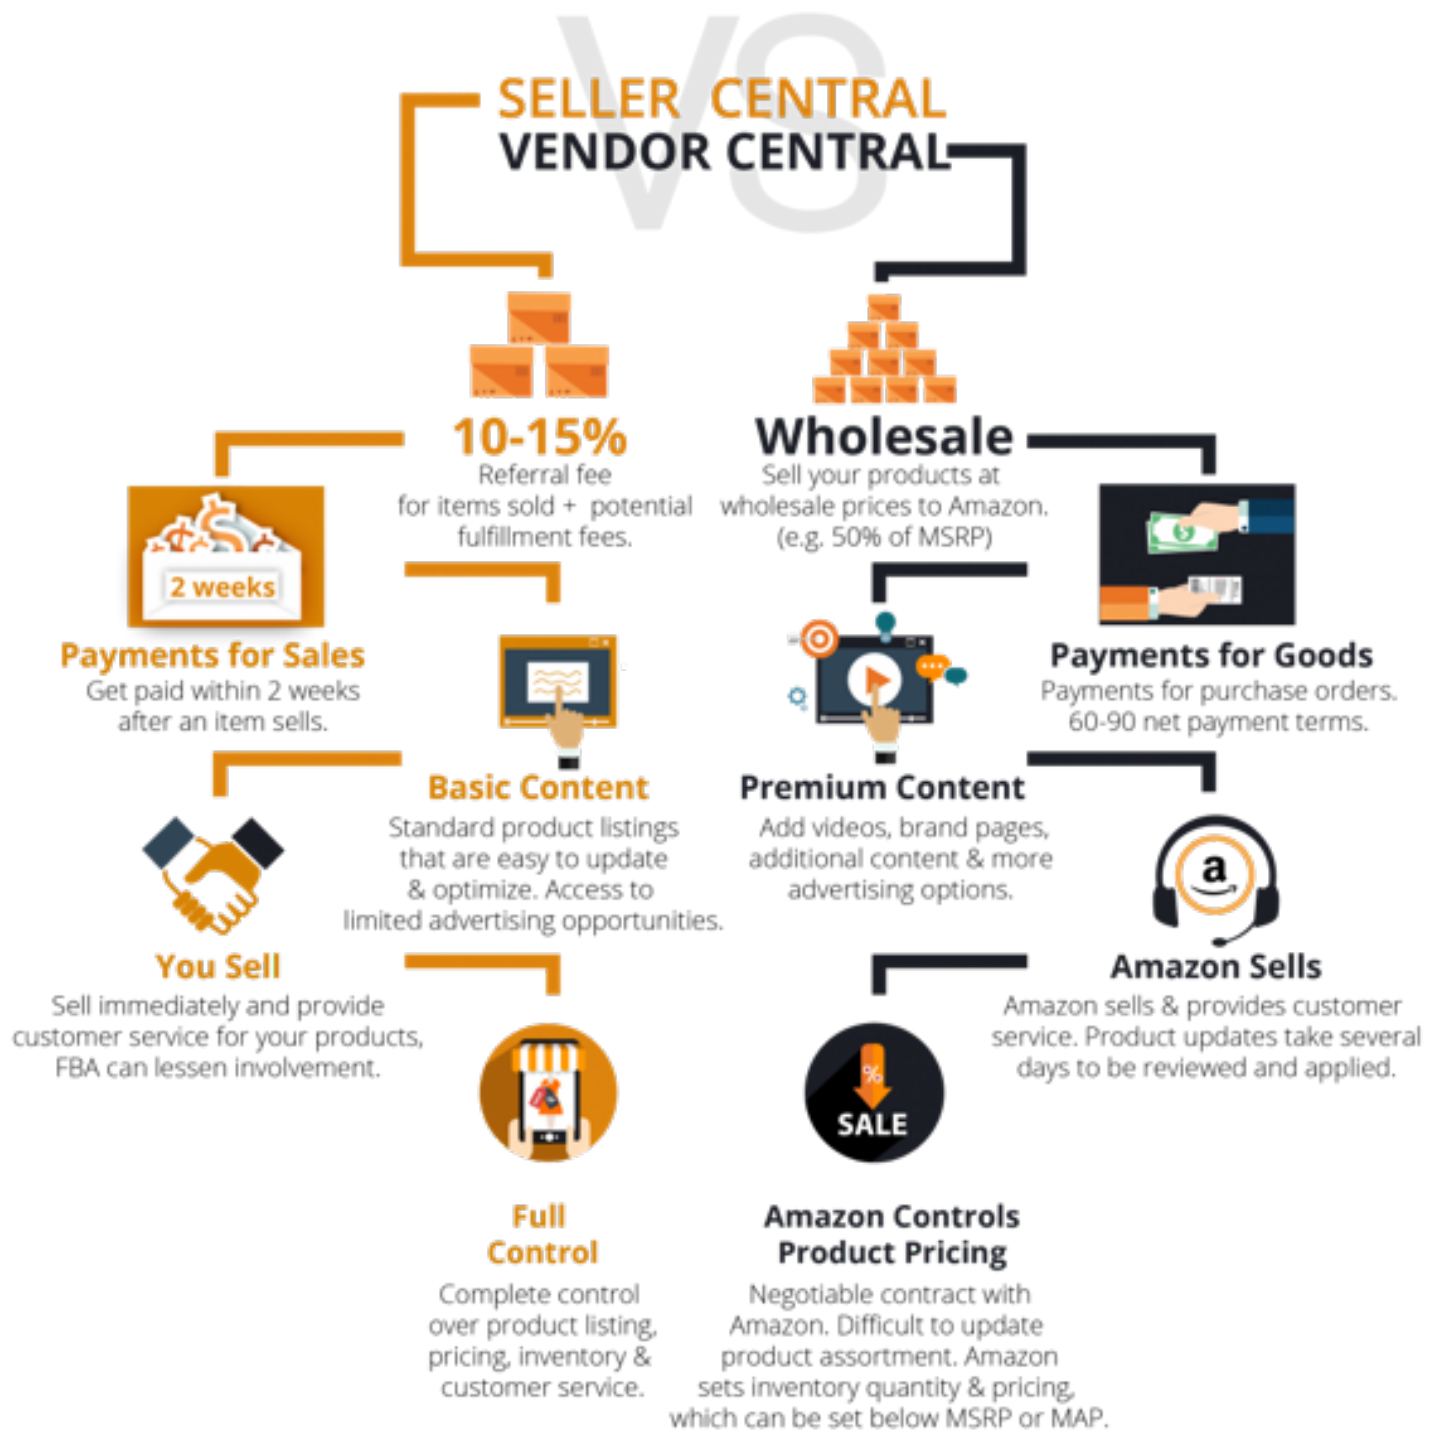 VS
SELLER CENTRAL
VENDOR CENTRAL
10-15%
Referral fee
for items sold + potential
fulfillment fees.
Wholesale
Sell your products at
wholesale prices to Amazon.
(e.g. 50% of MSRP)
2 weeks
Payments for Sales
Get paid within 2 weeks
after an item sells.
Payments for Goods
Payments for purchase orders.
60-90 net payment terms.
Basic Content
Standard product listings
that are easy to update
& optimize. Access to
limited advertising opportunities.
Premium Content
Add videos, brand pages,
additional content & more
advertising options.
You Sell
Sell immediately and provide
customer service for your products,
FBA can lessen involvement.
a
Amazon Sells
Amazon sells & provides customer
service. Product updates take several
days to be reviewed and applied.
Full
Control
Complete control
over product listing,
pricing, inventory &
customer service.
%
SALE
Amazon Controls
Product Pricing
Negotiable contract with
Amazon. Difficult to update
product assortment. Amazon
sets inventory quantity & pricing,
which can be set below MSRP or MAP.